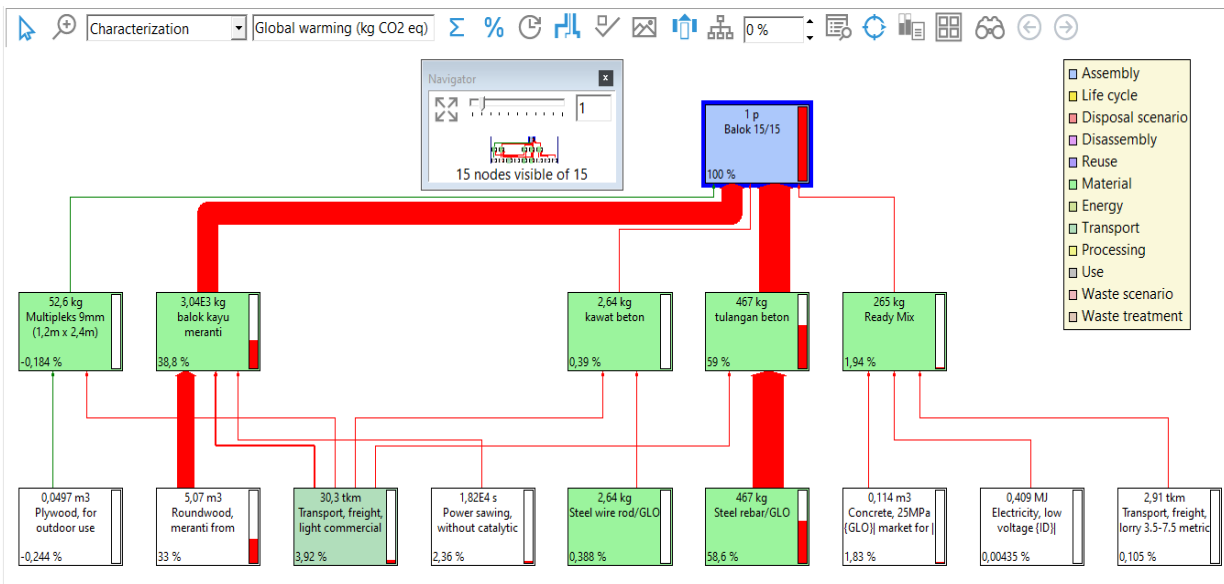 Characterization
Global warming (kg CO2 eq)
Σ
%
0 %
Navigator
x
1
15 nodes visible of 15
1 p
Balok 15/15
100 %
Assembly
Life cycle
Disposal scenario
Disassembly
Reuse
Material
Energy
Transport
Processing
Use
Waste scenario
Waste treatment
52,6 kg
Multipleks 9mm
(1,2m x 2,4m)
-0,184 %
3,04E3 kg
balok kayu
meranti
38,8 %
2,64 kg
kawat beton
0,39 %
467 kg
tulangan beton
59 %
265 kg
Ready Mix
1,94 %
0,0497 m3
Plywood, for
outdoor use
-0,244 %
5,07 m3
Roundwood,
meranti from
33 %
30,3 tkm
Transport, freight,
light commercial
3,92 %
1,82E4 s
Power sawing,
without catalytic
2,36 %
2,64 kg
Steel wire rod/GLO
0,388 %
467 kg
Steel rebar/GLO
58,6 %
0,114 m3
Concrete, 25MPa
{GLO}| market for |
1,83 %
0,409 MJ
Electricity, low
voltage {ID}|
0,00435 %
2,91 tkm
Transport, freight,
lorry 3.5-7.5 metric
0,105 %